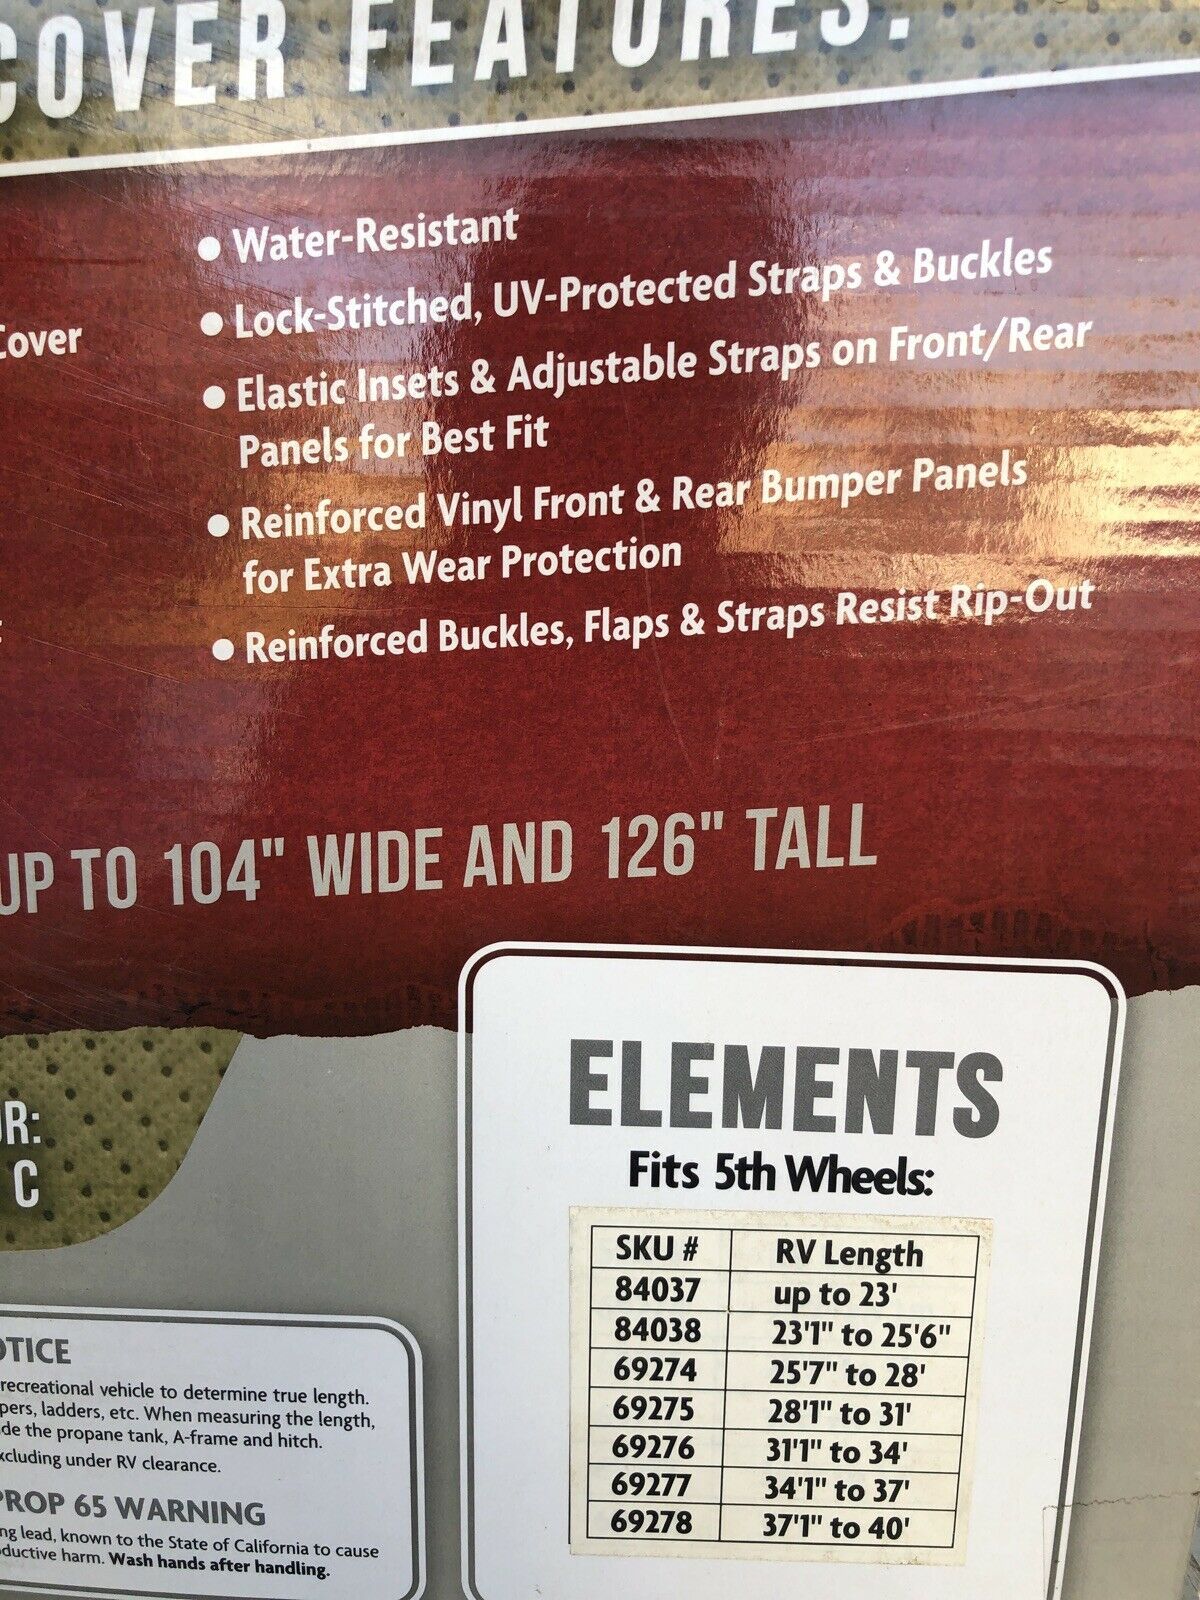 COVER FEATURES:
Cover
• Water-Resistant
• Lock-Stitched, UV-Protected Straps & Buckles
• Elastic Insets & Adjustable Straps on Front/Rear
Panels for Best Fit
• Reinforced Vinyl Front & Rear Bumper Panels
for Extra Wear Protection
• Reinforced Buckles, Flaps & Straps Resist Rip-Out
UP TO 104" WIDE AND 126" TALL
OR:
C
OTICE
recreational vehicle to determine true length.
pers, ladders, etc. When measuring the length,
de the propane tank, A-frame and hitch.
xcluding under RV clearance.
PROP 65 WARNING
ng lead, known to the State of California to cause
oductive harm. Wash hands after handling.
ELEMENTS
Fits 5th Wheels:
SKU # RV Length
84037 up to 23'
84038 23'1" to 25'6"
69274 25'7" to 28'
69275 28'1" to 31'
69276 31'1" to 34'
69277 34'1" to 37'
69278 37'1" to 40'